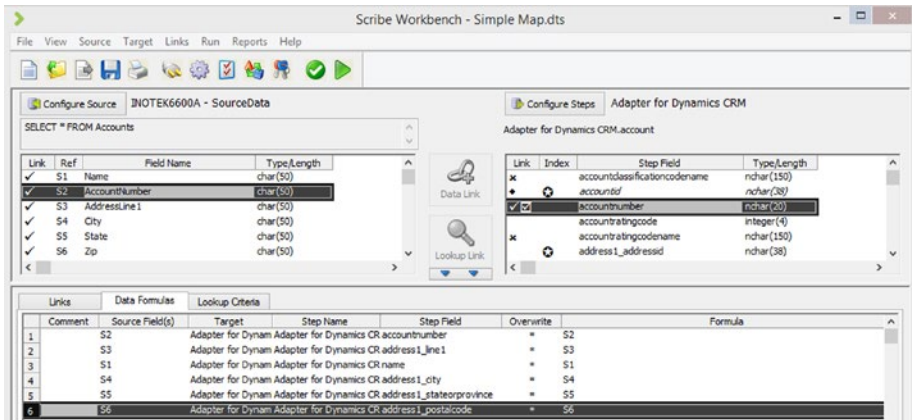 Scribe Workbench - Simple Map.dts
File View Source Target Links Run Reports Help
Configure Source INOTEK6600A - SourceData
SELECT * FROM Accounts
Link Ref Field Name Type/Length
S1 Name char(50)
S2 AccountNumber char(50)
S3 AddressLine1 char(50)
S4 City char(50)
S5 State char(50)
S6 Zip char(50)
Data Link
Lookup Link
Configure Steps Adapter for Dynamics CRM
Adapter for Dynamics CRM.account
Link Index Step Field Type/Length
accountclassificationcodename nchar(150)
accountid nchar(38)
accountnumber nchar(20)
accountratingcode integer(4)
accountratingcodename nchar(150)
address1_addressid nchar(38)
Links Data Formulas Lookup Criteria
Comment Source Field(s) Target Step Name Step Field Overwrite Formula
1 S2 Adapter for Dynam Adapter for Dynamics CR accountnumber = S2
2 S3 Adapter for Dynam Adapter for Dynamics CR address1_line1 = S3
3 S1 Adapter for Dynam Adapter for Dynamics CR name = S1
4 S4 Adapter for Dynam Adapter for Dynamics CR address1_city = S4
5 S5 Adapter for Dynam Adapter for Dynamics CR address1_stateorprovince = S5
6 S6 Adapter for Dynam Adapter for Dynamics CR address1_postalcode = S6